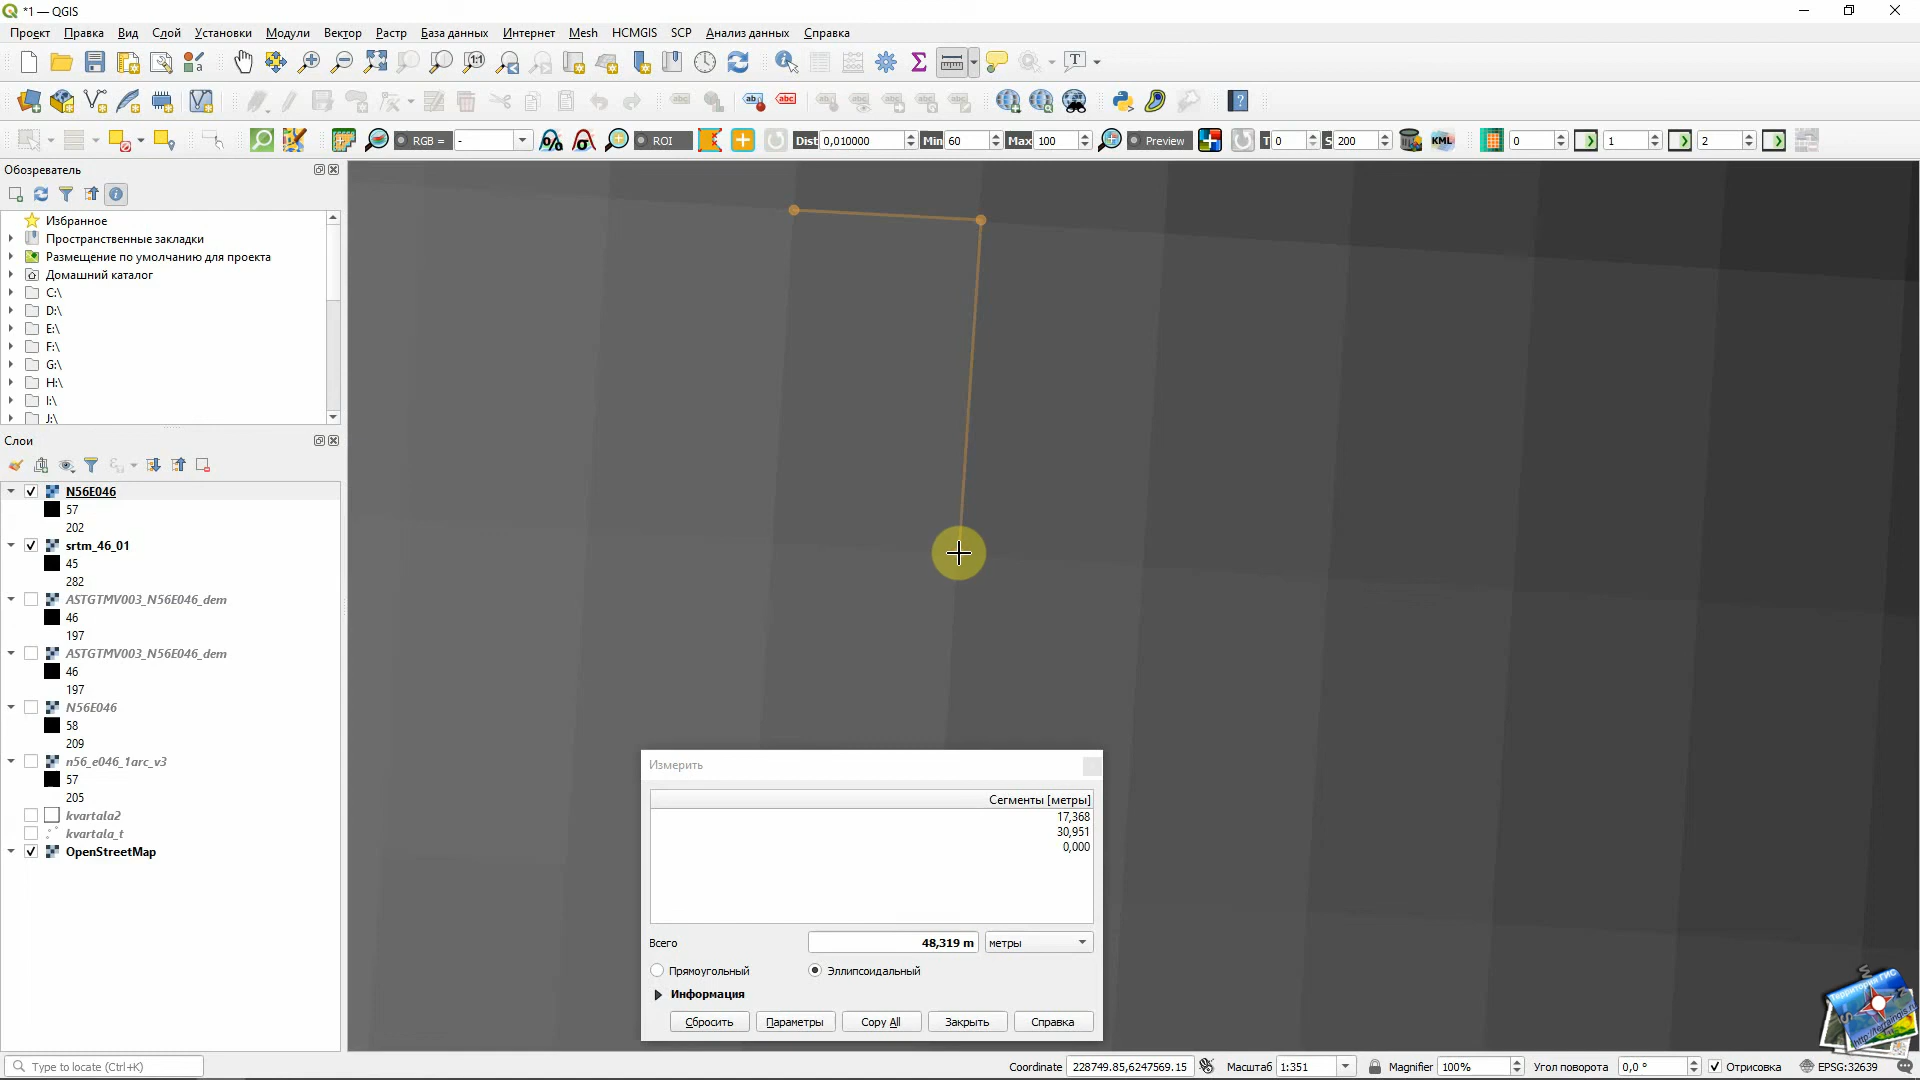 *1 — QGIS
Проект Правка Вид Слой Установки Модули Вектор Растр База данных Интернет Mesh HCMGIS SCP Анализ данных Справка
RGB = - ROI Dist 0,010000 Min 60 Max 100 Preview T 0 S 200 KML 0 1 2
Обозреватель
Избранное
Пространственные закладки
Размещение по умолчанию для проекта
Домашний каталог
C:\
D:\
E:\
F:\
G:\
H:\
I:\
J:\
Слои
N56E046
57
202
srtm_46_01
45
282
ASTGTMV003_N56E046_dem
46
197
ASTGTMV003_N56E046_dem
46
197
N56E046
58
209
n56_e046_1arc_v3
57
205
kvartala2
kvartala_t
OpenStreetMap
Измерить
Сегменты [метры]
17,368
30,951
0,000
Всего 48,319 m метры
Прямоугольный Эллипсоидальный
Информация
Сбросить Параметры Copy All Закрыть Справка
Type to locate (Ctrl+K) Coordinate 228749.85,6247569.15 Масштаб 1:351 Magnifier 100% Угол поворота 0,0 ° Отрисовка EPSG:32639